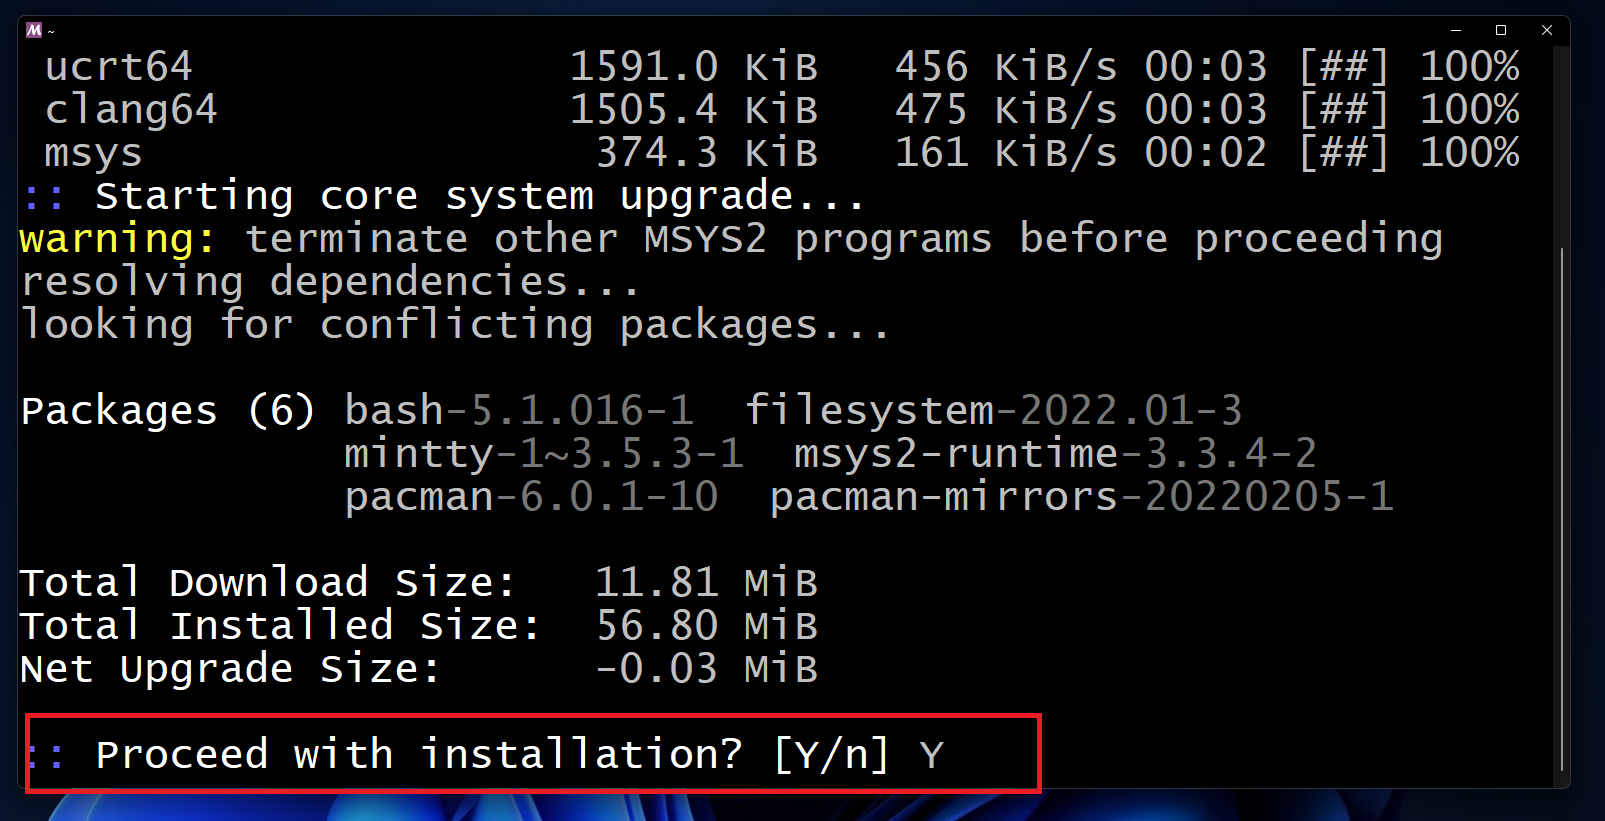 M ~
ucrt64 1591.0 KiB 456 KiB/s 00:03 [##] 100%
clang64 1505.4 KiB 475 KiB/s 00:03 [##] 100%
msys 374.3 KiB 161 KiB/s 00:02 [##] 100%
:: Starting core system upgrade...
warning: terminate other MSYS2 programs before proceeding
resolving dependencies...
looking for conflicting packages...
Packages (6) bash-5.1.016-1 filesystem-2022.01-3
mintty-1~3.5.3-1 msys2-runtime-3.3.4-2
pacman-6.0.1-10 pacman-mirrors-20220205-1
Total Download Size: 11.81 MiB
Total Installed Size: 56.80 MiB
Net Upgrade Size: -0.03 MiB
:: Proceed with installation? [Y/n] Y